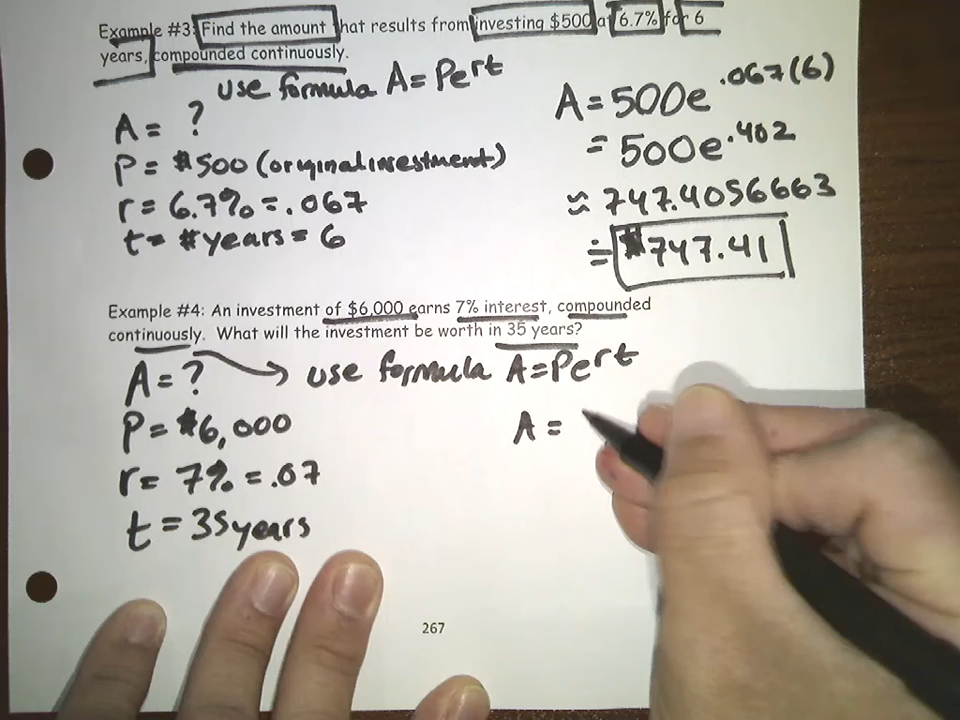 Example #3: Find the amount that results from investing $500 at 6.7% for 6
years, compounded continuously.
use formula A = Pe^rt
A = ?
P = $500 (original investment)
r = 6.7% = .067
t = # years = 6
A = 500e^.067(6)
= 500e^.402
≈ 747.4056663
≐ $747.41
Example #4: An investment of $6,000 earns 7% interest, compounded
continuously. What will the investment be worth in 35 years?
A = ? → use formula A = Pe^rt
P = $6,000
r = 7% = .07
t = 35 years
A =
267